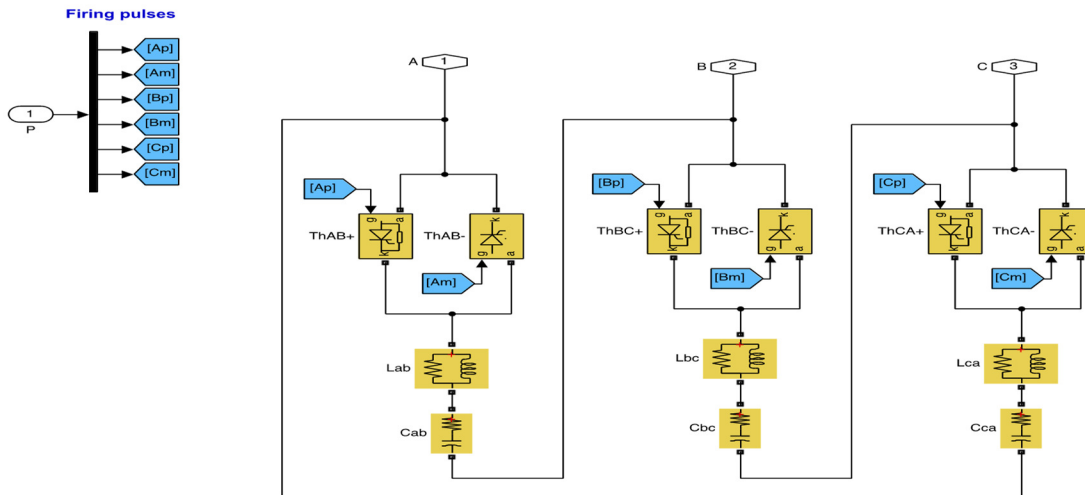 Firing pulses
1
P
[Ap]
[Am]
[Bp]
[Bm]
[Cp]
[Cm]
A 1
B 2
C 3
[Ap]
[Bp]
[Cp]
g a k
g a k
g a k
ThAB+ ThAB- ThBC+ ThBC- ThCA+ ThCA-
k g a
k g a
k g a
[Am]
[Bm]
[Cm]
Lab
Lbc
Lca
Cab
Cbc
Cca